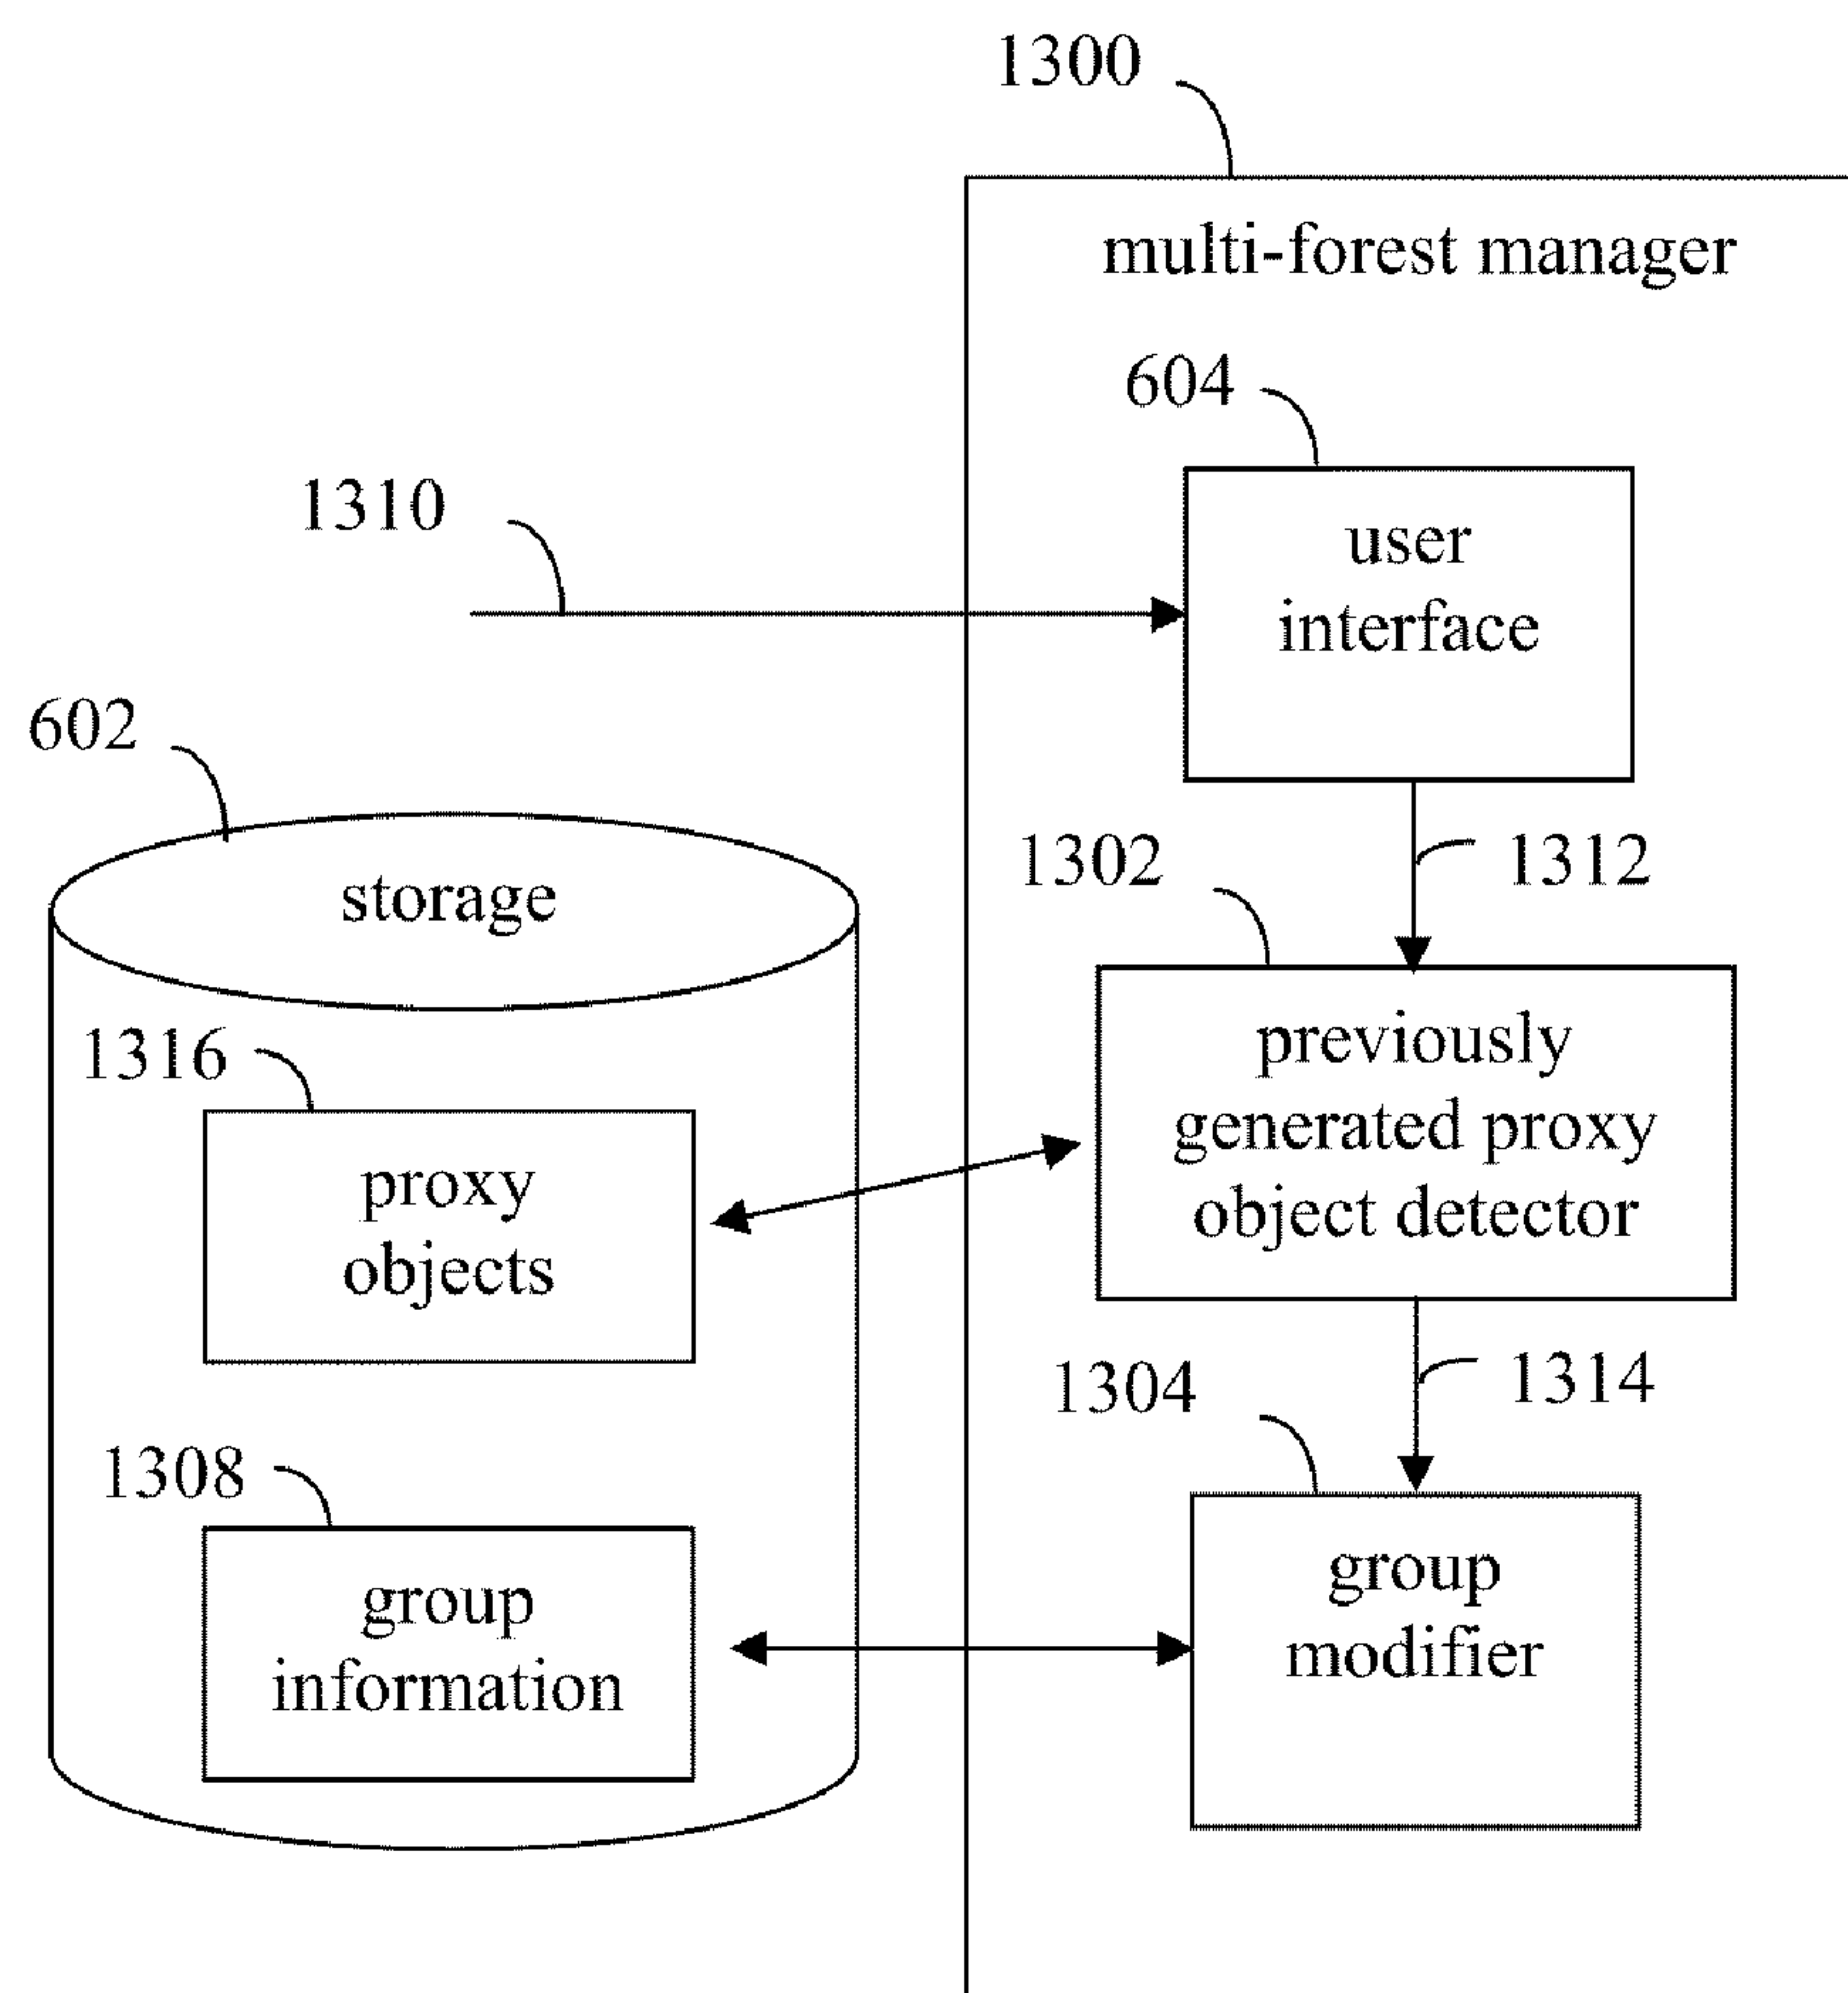 1300
multi-forest manager
604
1310
user
interface
602
1302
1312
storage
previously
generated proxy
object detector
1316
proxy
objects
1304
1314
1308
group
information
group
modifier